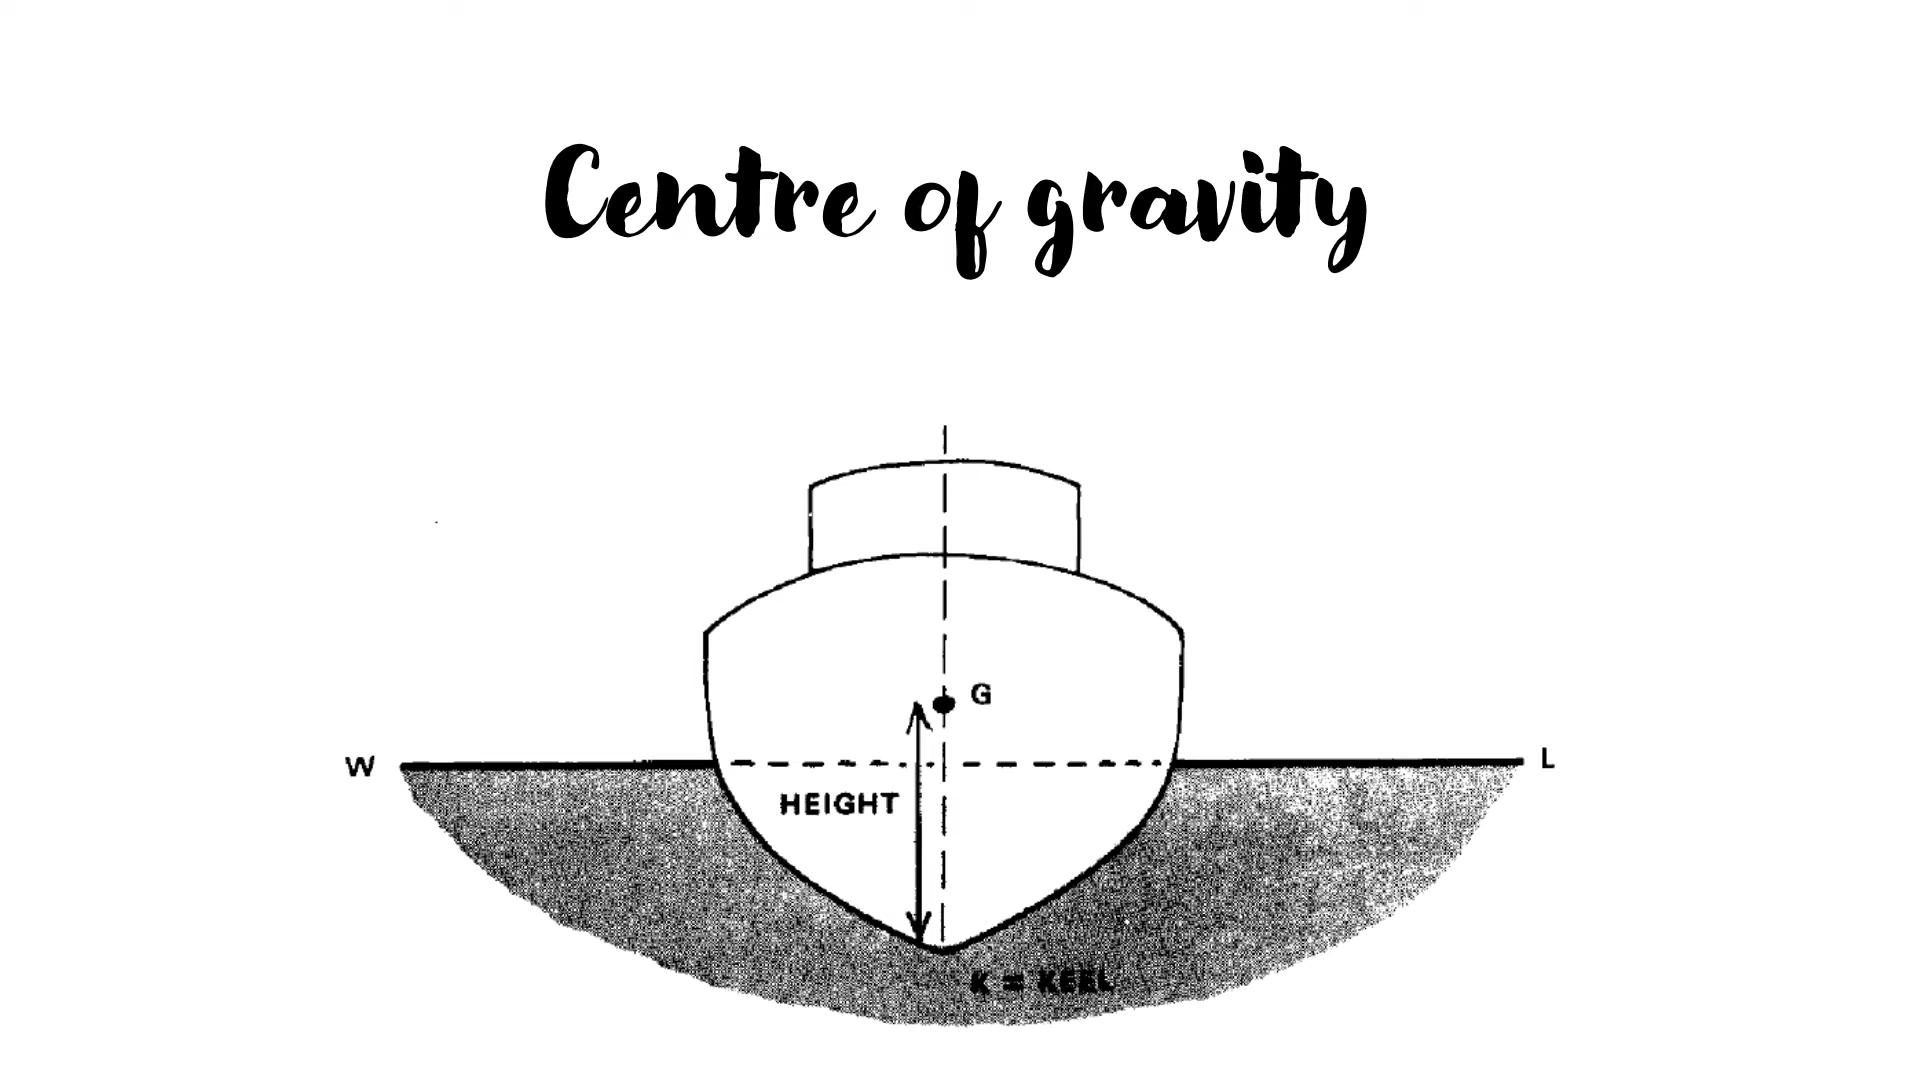 Centre of gravity
G
W
L
HEIGHT
K = KEEL